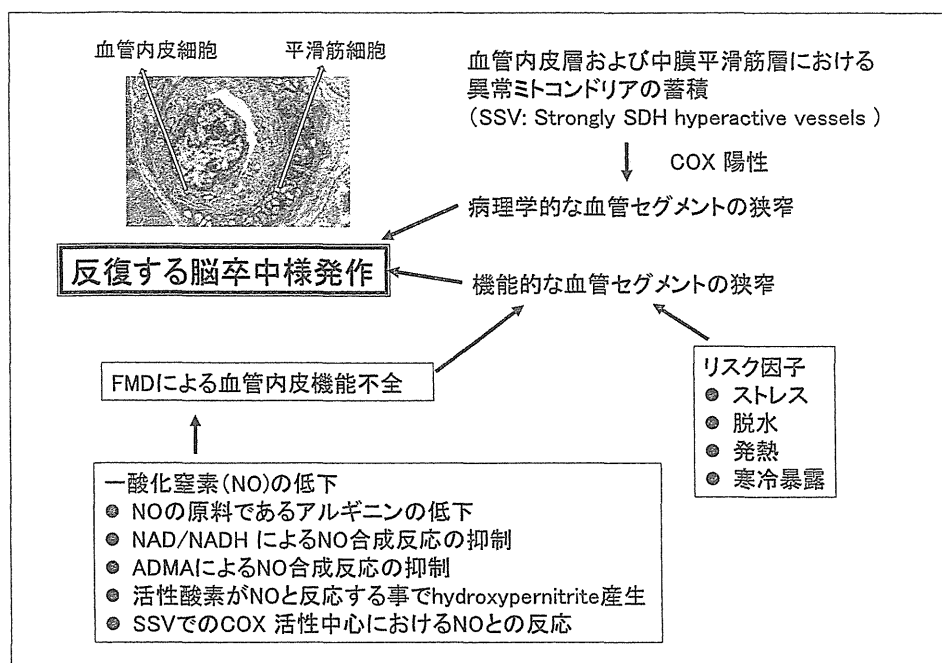 血管内皮細胞
平滑筋細胞
血管内皮層および中膜平滑筋層における
異常ミトコンドリアの蓄積
(SSV: Strongly SDH hyperactive vessels )
COX 陽性
病理学的な血管セグメントの狭窄
反復する脳卒中様発作
機能的な血管セグメントの狭窄
FMDによる血管内皮機能不全
リスク因子
● ストレス
● 脱水
● 発熱
● 寒冷暴露
一酸化窒素(NO)の低下
● NOの原料であるアルギニンの低下
● NAD/NADH によるNO合成反応の抑制
● ADMAによるNO合成反応の抑制
● 活性酸素がNOと反応する事でhydroxypernitrite産生
● SSVでのCOX 活性中心におけるNOとの反応